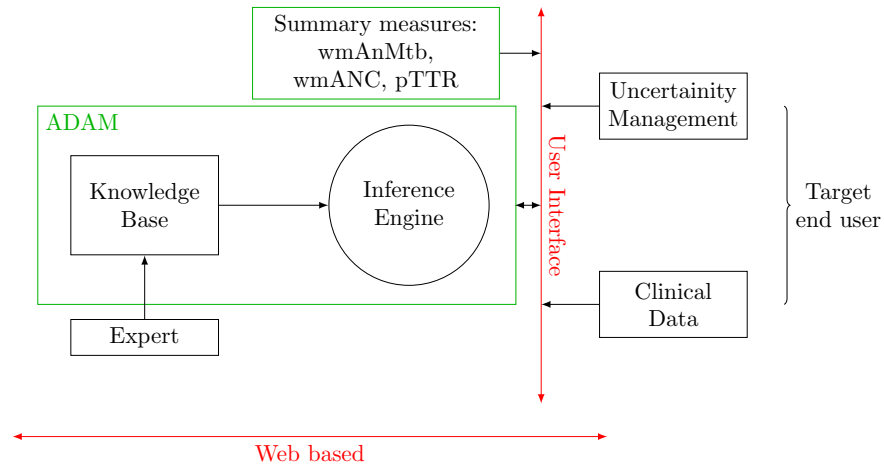 Summary measures:
wmAnMtb,
wmANC, pTTR
Uncertainity
Management
ADAM
Knowledge
Base
Inference
Engine
User Interface
Target
end user
Clinical
Data
Expert
Web based